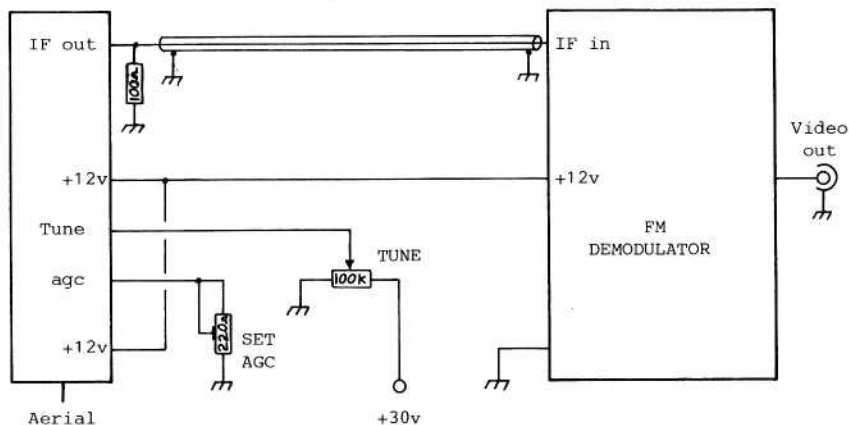 IF out
IF in
100Ω
Video
out
+12v
+12v
Tune
FM
DEMODULATOR
TUNE
100k
agc
220Ω
SET
AGC
+12v
Aerial
+30v